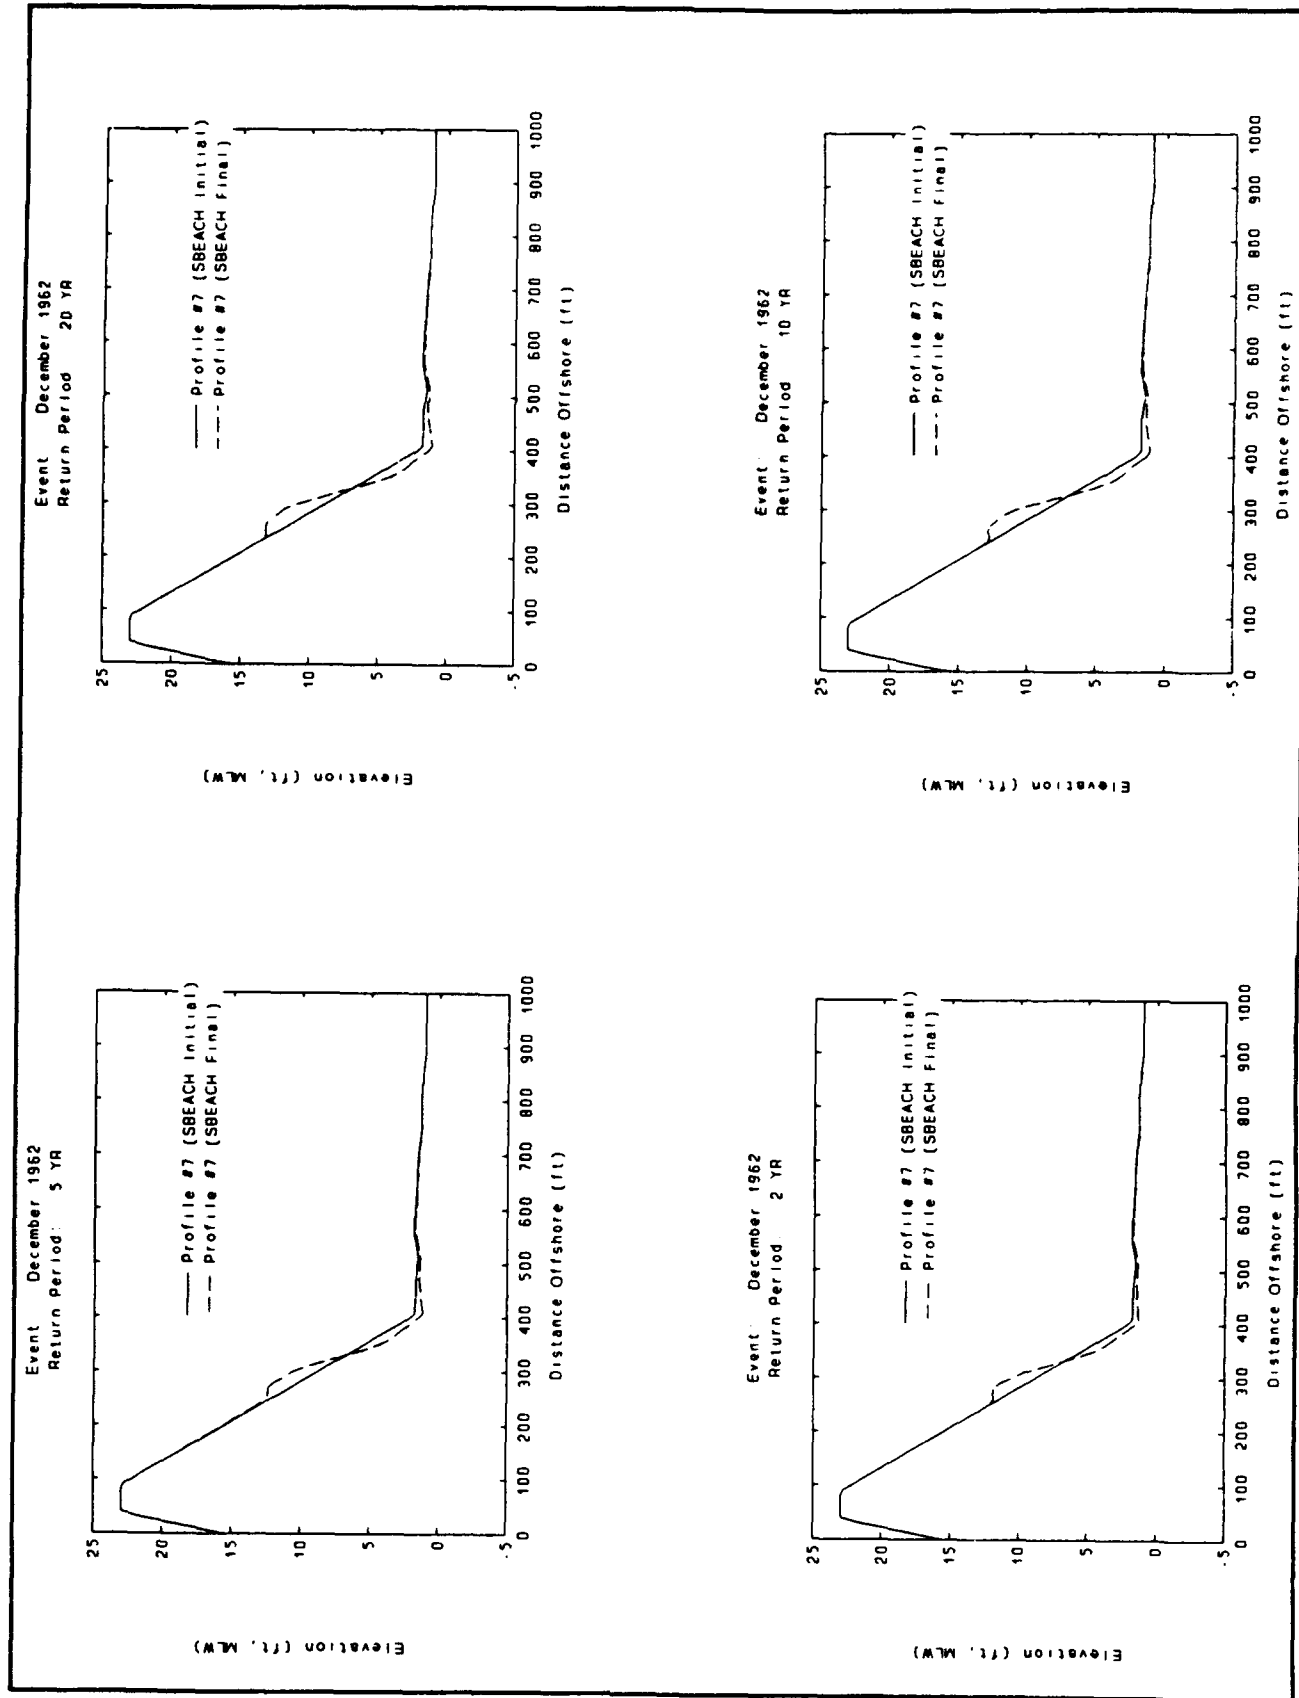 Event December 1962
Return Period: 5 YR
Elevation (ft, MLW)
25
20
15
10
5
0
-5
Profile #7 (SBEACH Initial)
Profile #7 (SBEACH Final)
0 100 200 300 400 500 600 700 800 900 1000
Distance Offshore (ft)
Event December 1962
Return Period 20 YR
Elevation (ft, MLW)
25
20
15
10
5
0
-5
Profile #7 (SBEACH Initial)
Profile #7 (SBEACH Final)
0 100 200 300 400 500 600 700 800 900 1000
Distance Offshore (ft)
Event December 1962
Return Period 2 YR
Elevation (ft, MLW)
25
20
15
10
5
0
-5
Profile #7 (SBEACH Initial)
Profile #7 (SBEACH Final)
0 100 200 300 400 500 600 700 800 900 1000
Distance Offshore (ft)
Event December 1962
Return Period 10 YR
Elevation (ft, MLW)
25
20
15
10
5
0
-5
Profile #7 (SBEACH Initial)
Profile #7 (SBEACH Final)
0 100 200 300 400 500 600 700 800 900 1000
Distance Offshore (ft)